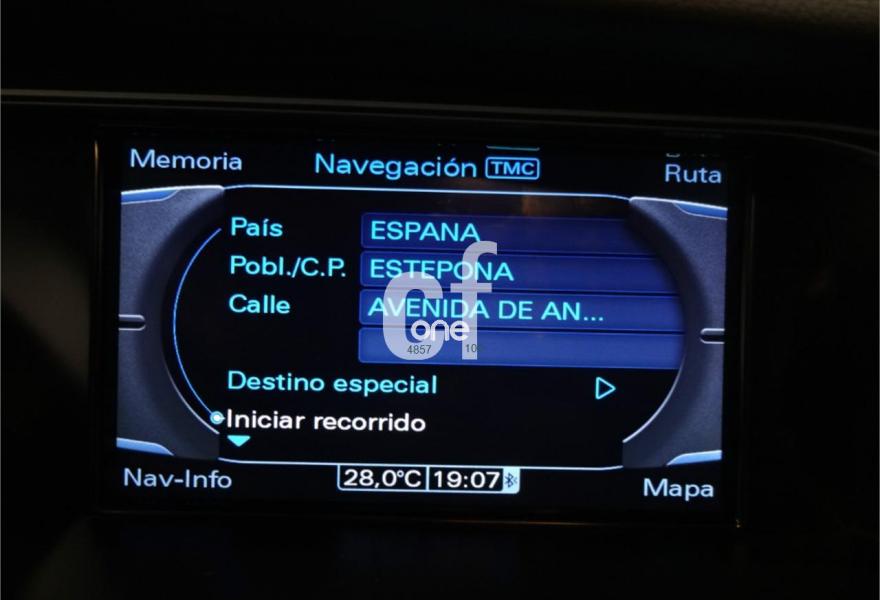 Memoria
Navegación TMC
Ruta
País ESPANA
Pobl./C.P. ESTEPONA
Calle AVENIDA DE AN...
cf
one
4857
Destino especial
Iniciar recorrido
Nav-Info
28,0°C 19:07
Mapa